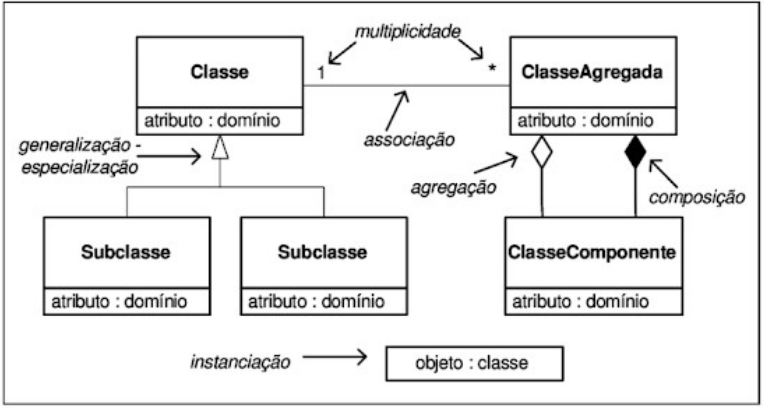 multiplicidade
Classe
1
*
ClasseAgregada
atributo : domínio
associação
atributo : domínio
generalização -
especialização
agregação
composição
Subclasse
Subclasse
ClasseComponente
atributo : domínio
atributo : domínio
atributo : domínio
instanciação
objeto : classe